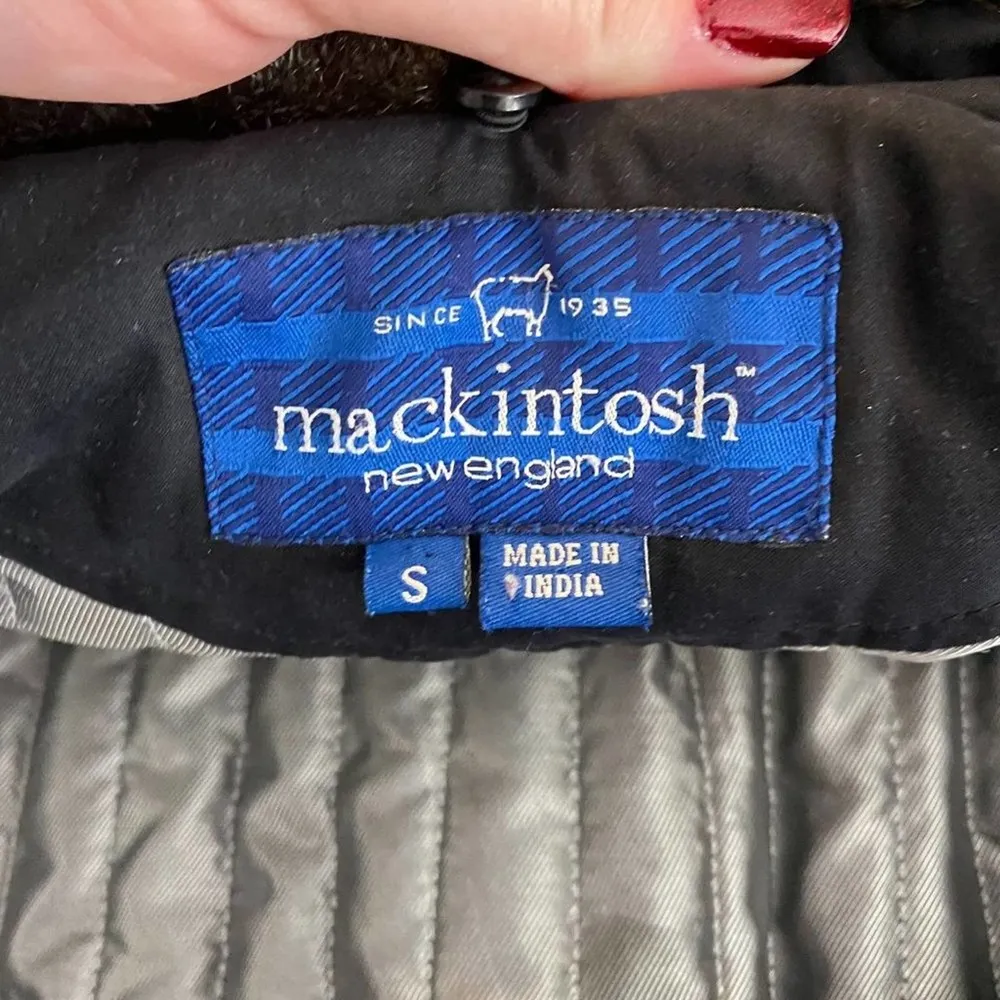 SINCE 1935
mackintosh™
new england
S
MADE IN
INDIA